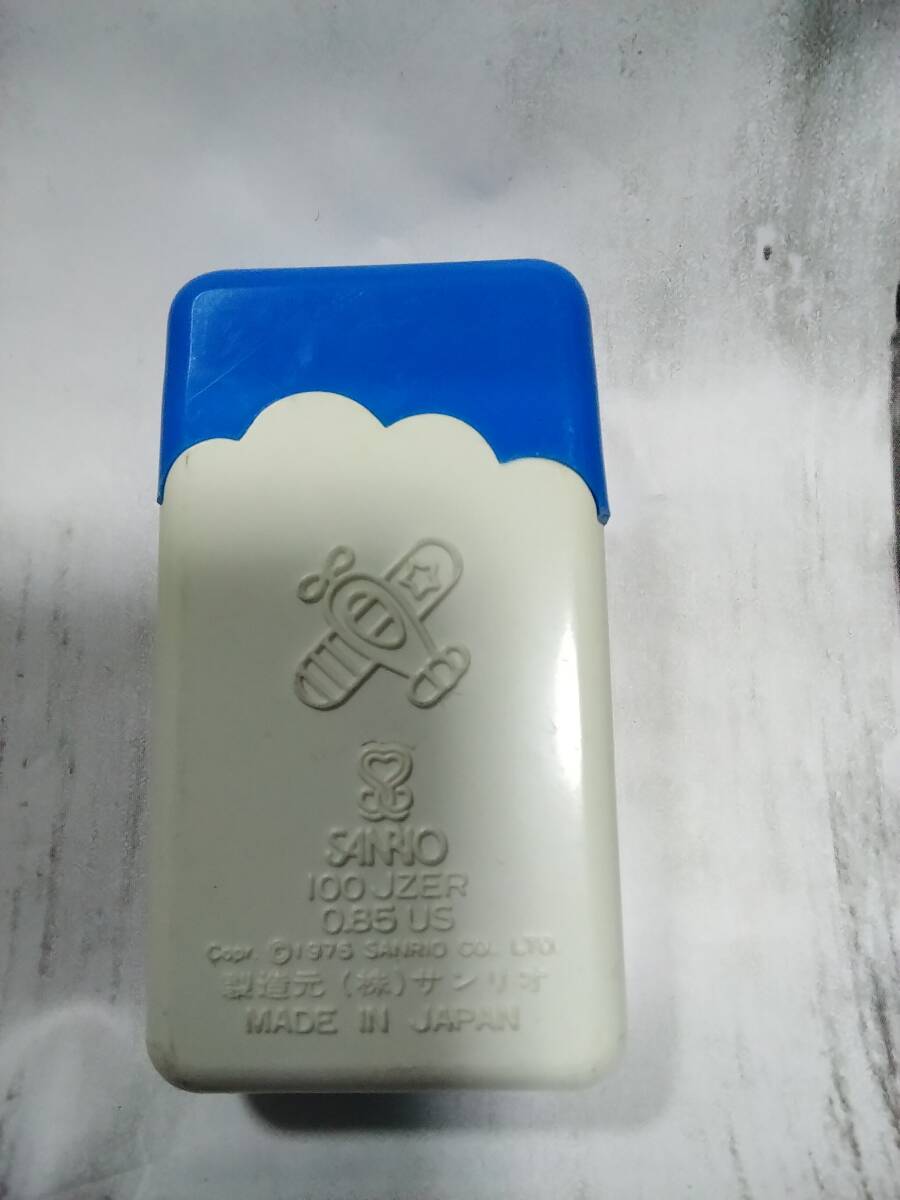 SANRIO
100 JZER
0.85 US
Copr. ©1976 SANRIO CO., LTD.
製造元 (株)サンリオ
MADE IN JAPAN